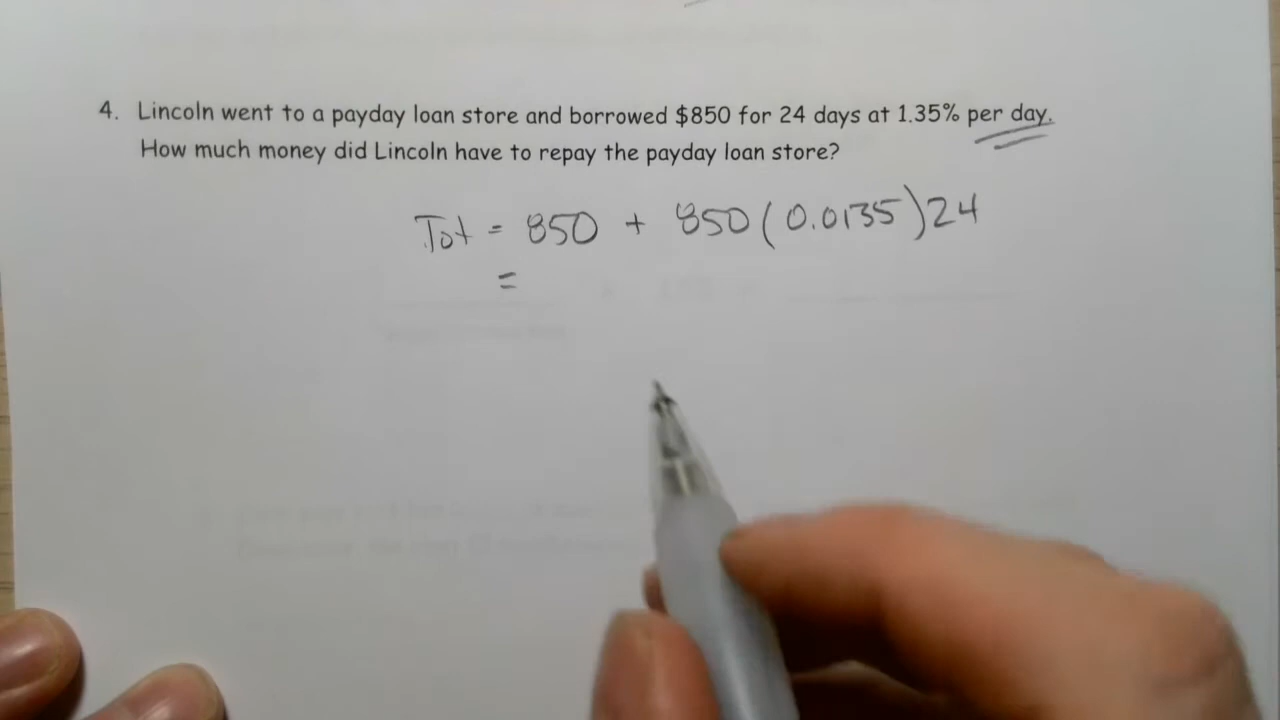 4. Lincoln went to a payday loan store and borrowed $850 for 24 days at 1.35% per day.
How much money did Lincoln have to repay the payday loan store?
Tot = 850 + 850(0.0135)24
=